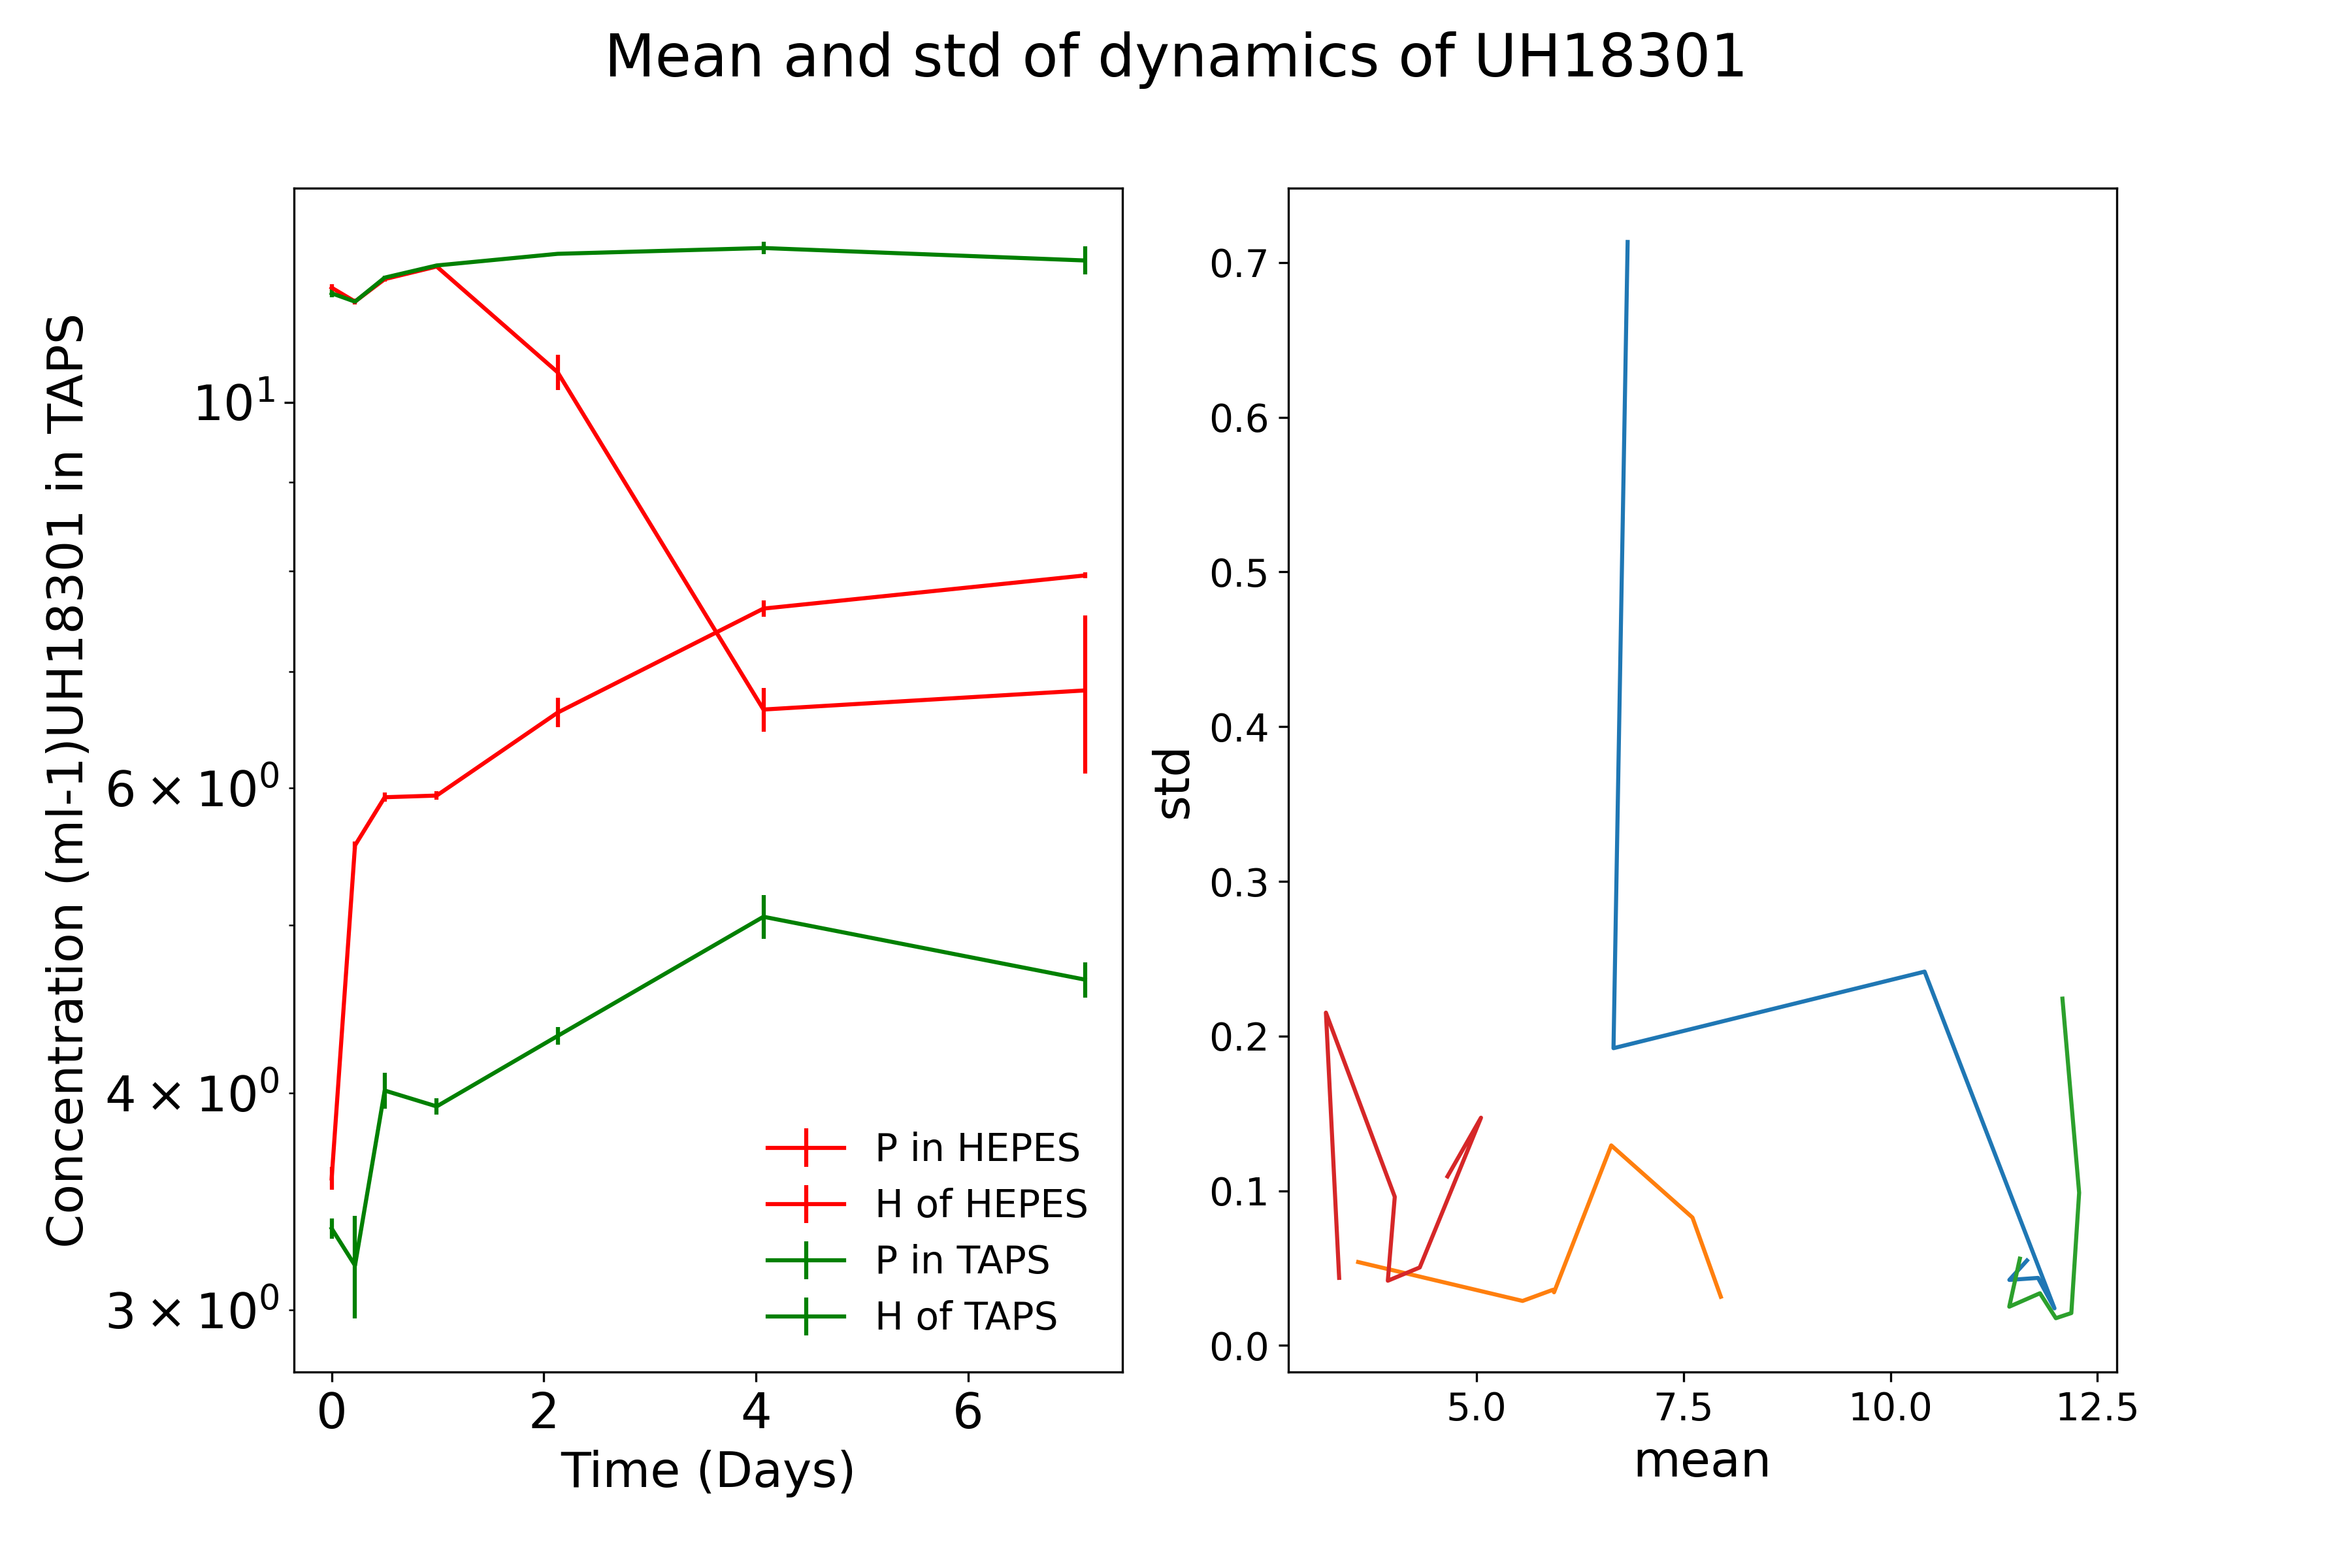 Mean and std of dynamics of UH18301
Concentration (ml-1)UH18301 in TAPS
10¹
6 × 10⁰
4 × 10⁰
3 × 10⁰
0 2 4 6
Time (Days)
P in HEPES
H of HEPES
P in TAPS
H of TAPS
std
0.7
0.6
0.5
0.4
0.3
0.2
0.1
0.0
5.0 7.5 10.0 12.5
mean